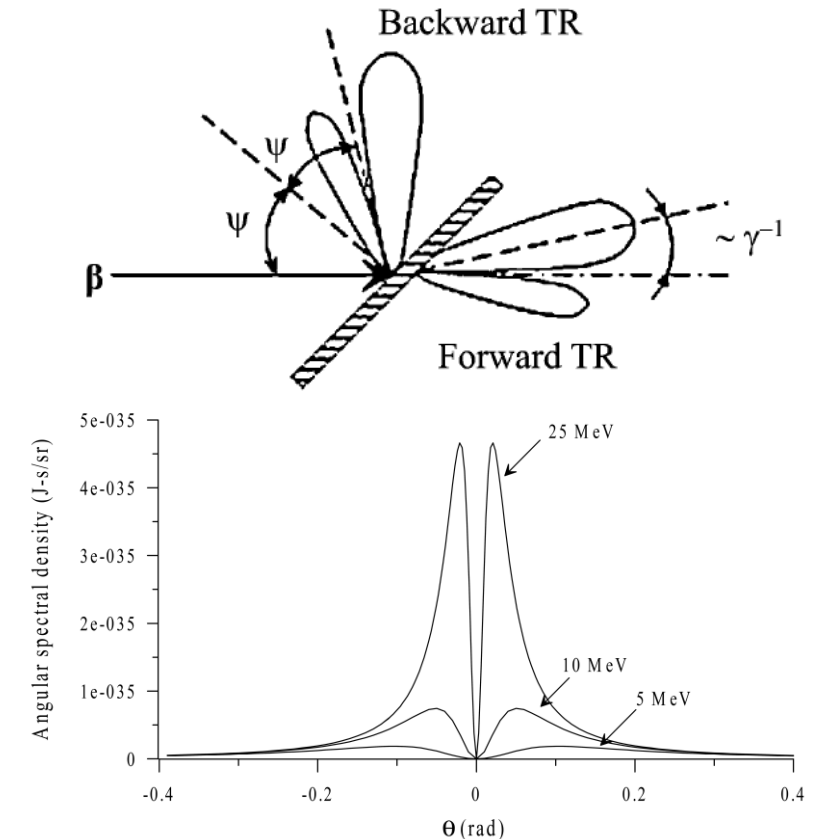 Backward TR
ψ
ψ
β
~ γ⁻¹
Forward TR
Angular spectral density (J-s/sr)
5e-035
4e-035
3e-035
2e-035
1e-035
0
25 MeV
10 MeV
5 MeV
-0.4
-0.2
0
0.2
0.4
θ (rad)